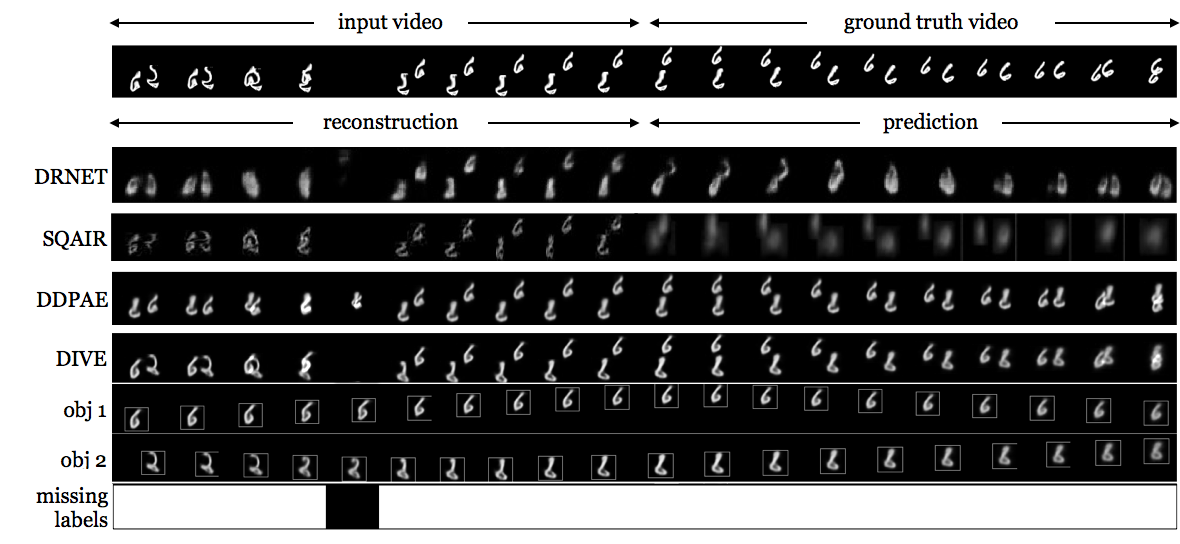 input video ground truth video
reconstruction prediction
DRNET
SQAIR
DDPAE
DIVE
obj 1
obj 2
missing
labels